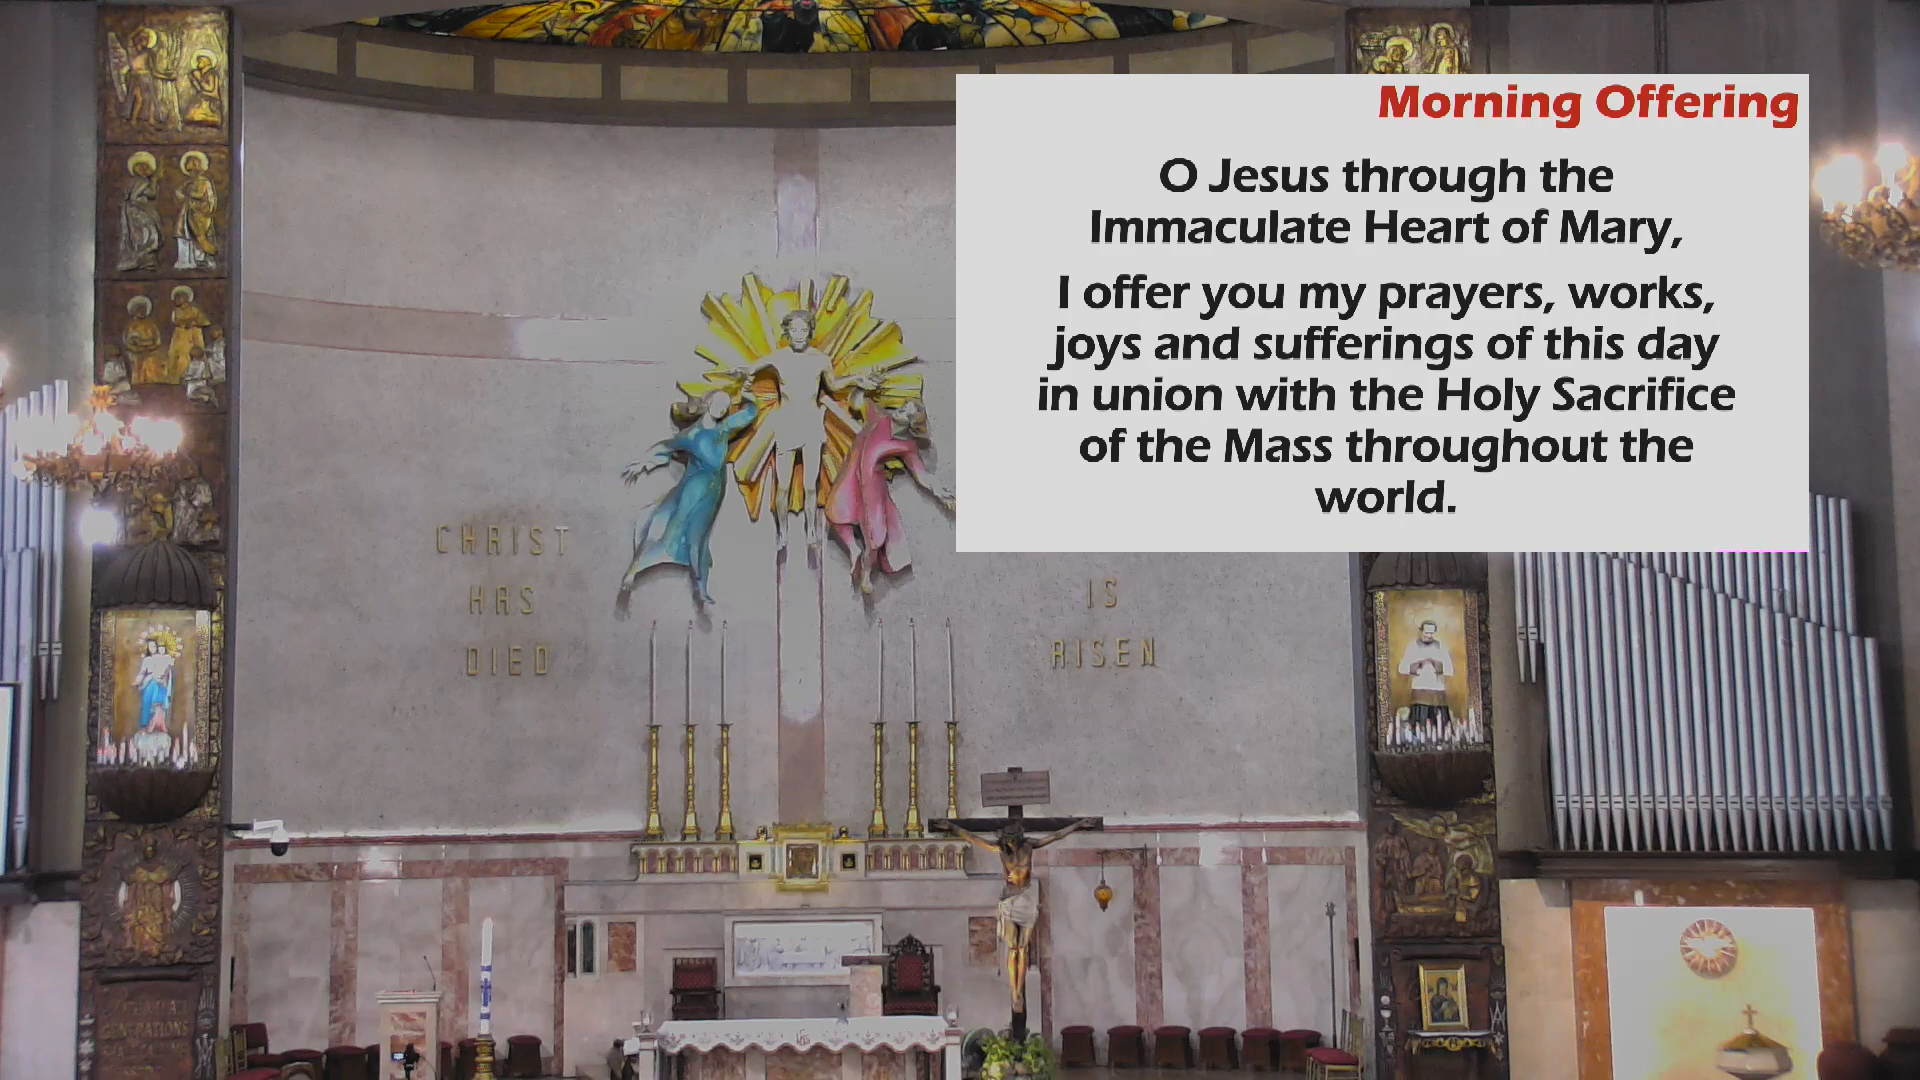 Morning Offering
O Jesus through the
Immaculate Heart of Mary,
I offer you my prayers, works,
joys and sufferings of this day
in union with the Holy Sacrifice
of the Mass throughout the
world.
CHRIST
HAS
DIED
IS
RISEN
GENERATIONS